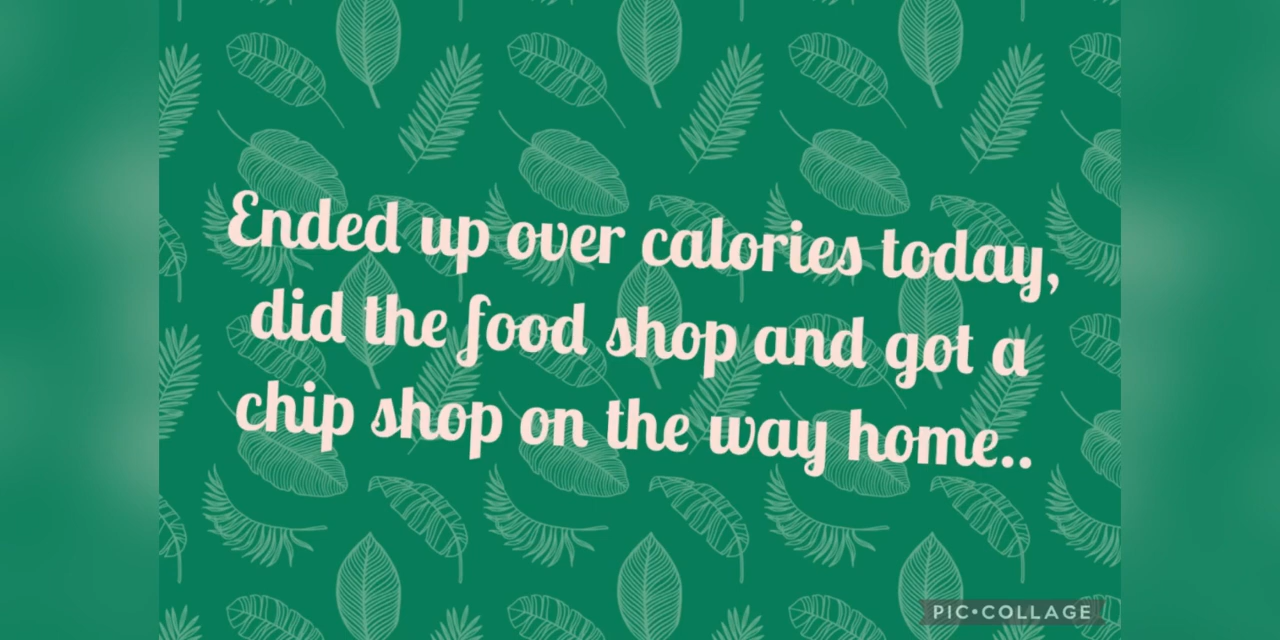 Ended up over calories today,
did the food shop and got a
chip shop on the way home..
PIC•COLLAGE